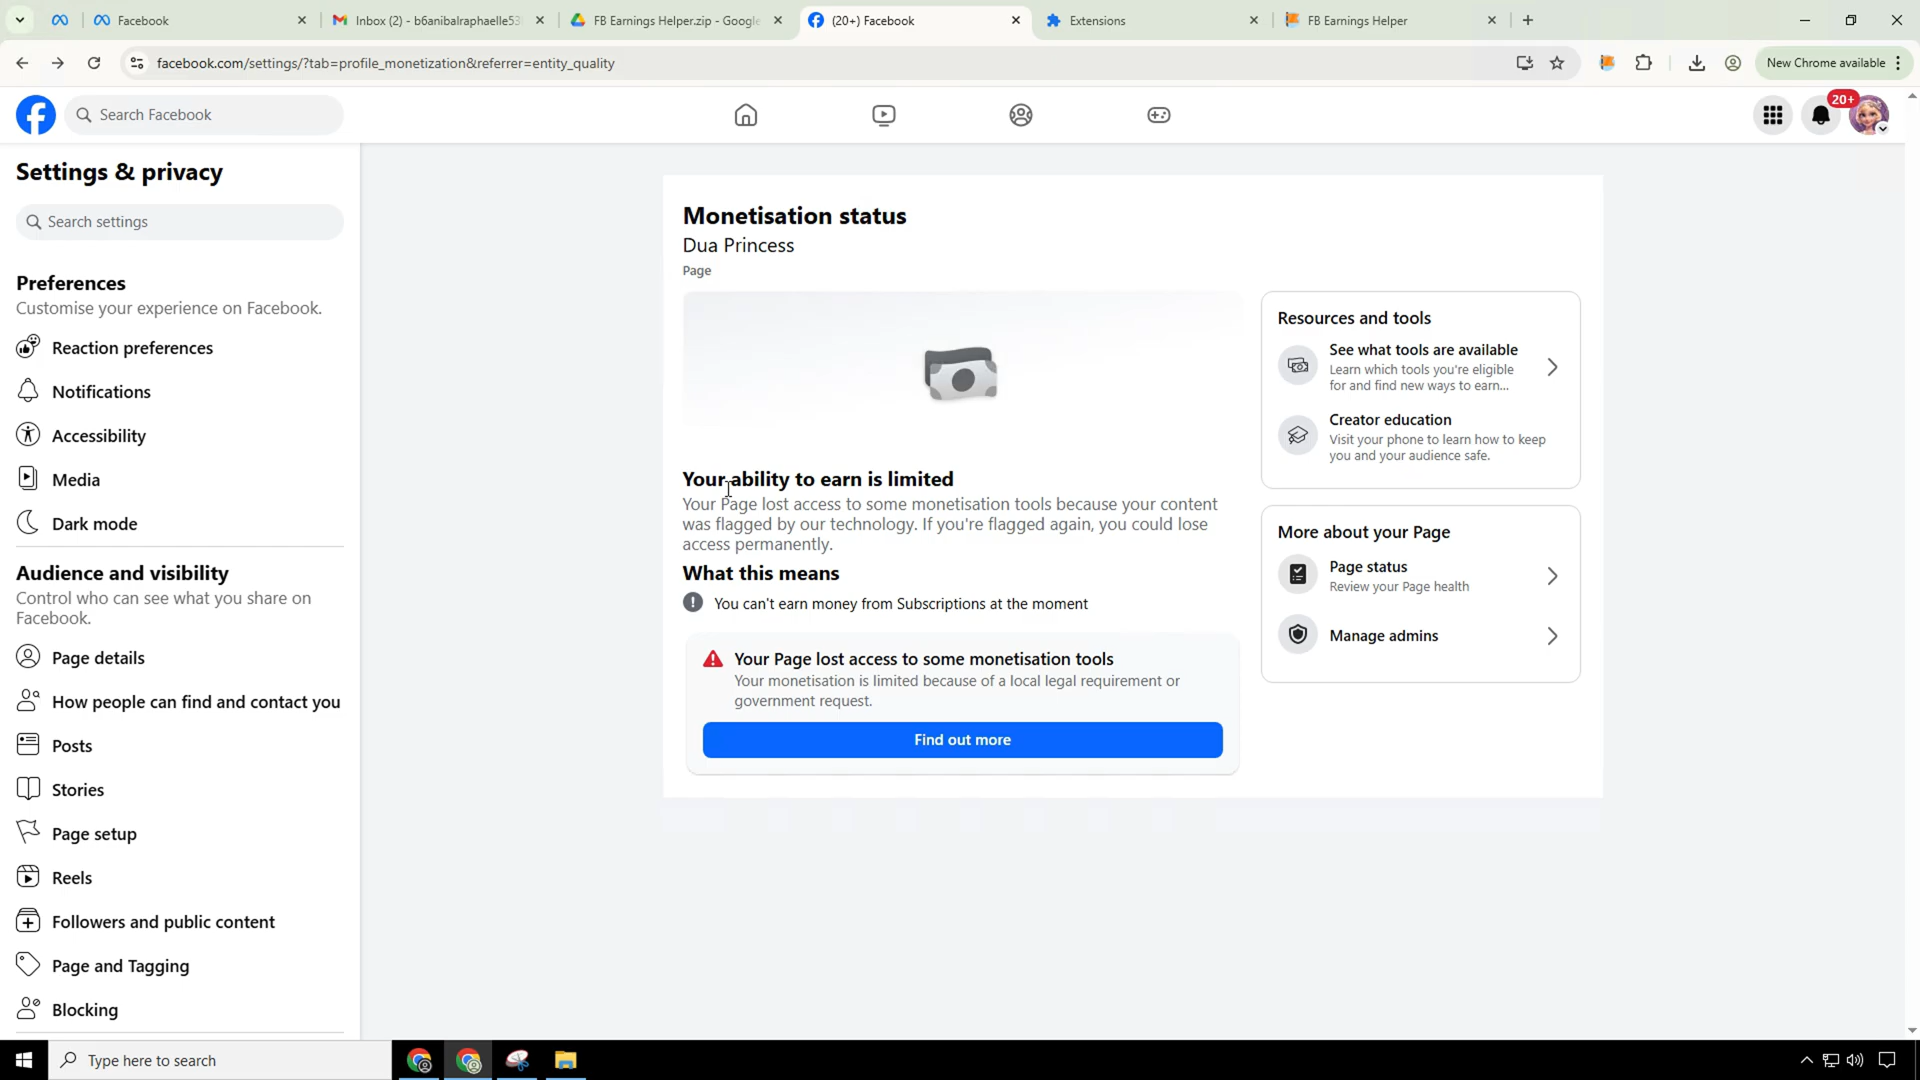 Facebook
Inbox (2) - b6anibalraphaelle53
FB Earnings Helper.zip - Google
(20+) Facebook
Extensions
FB Earnings Helper
facebook.com/settings/?tab=profile_monetization&referrer=entity_quality
New Chrome available
Search Facebook
20+
Settings & privacy
Search settings
Preferences
Customise your experience on Facebook.
Reaction preferences
Notifications
Accessibility
Media
Dark mode
Audience and visibility
Control who can see what you share on
Facebook.
Page details
How people can find and contact you
Posts
Stories
Page setup
Reels
Followers and public content
Page and Tagging
Blocking
Monetisation status
Dua Princess
Page
Your ability to earn is limited
Your Page lost access to some monetisation tools because your content
was flagged by our technology. If you're flagged again, you could lose
access permanently.
What this means
You can't earn money from Subscriptions at the moment
Your Page lost access to some monetisation tools
Your monetisation is limited because of a local legal requirement or
government request.
Find out more
Resources and tools
See what tools are available
Learn which tools you're eligible
for and find new ways to earn...
Creator education
Visit your phone to learn how to keep
you and your audience safe.
More about your Page
Page status
Review your Page health
Manage admins
Type here to search